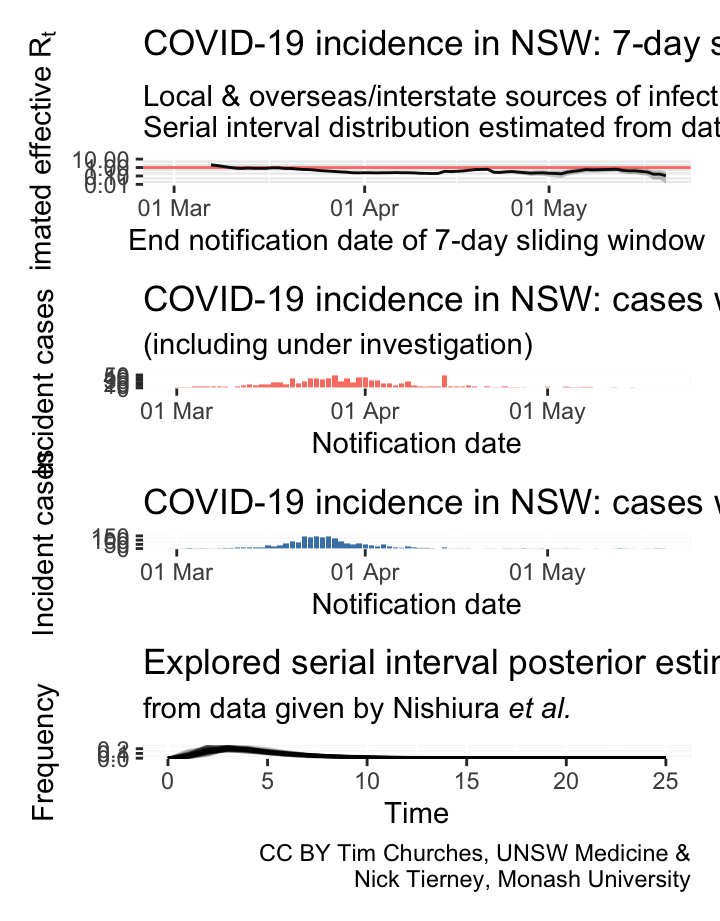 COVID-19 incidence in NSW: 7-day s
Local & overseas/interstate sources of infect
Serial interval distribution estimated from dat
imated effective Rt
10.00
0.01
01 Mar 01 Apr 01 May
End notification date of 7-day sliding window
COVID-19 incidence in NSW: cases w
(including under investigation)
Incident cases
01 Mar 01 Apr 01 May
Notification date
COVID-19 incidence in NSW: cases w
Incident cases
150
0
01 Mar 01 Apr 01 May
Notification date
Explored serial interval posterior estim
from data given by Nishiura et al.
Frequency
0.0
0 5 10 15 20 25
Time
CC BY Tim Churches, UNSW Medicine &
Nick Tierney, Monash University